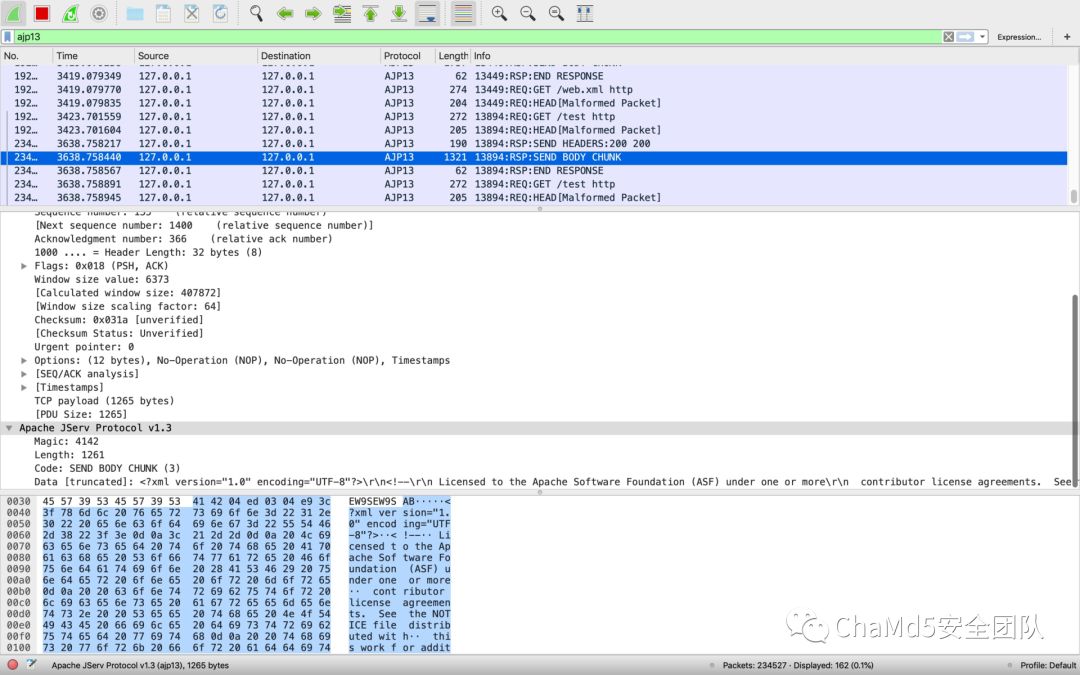 ajp13
Expression...
+
No. Time Source Destination Protocol Length Info
192… 3419.079349 127.0.0.1 127.0.0.1 AJP13 62 13449:RSP:END RESPONSE
192… 3419.079770 127.0.0.1 127.0.0.1 AJP13 274 13449:REQ:GET /web.xml http
192… 3419.079835 127.0.0.1 127.0.0.1 AJP13 204 13449:REQ:HEAD[Malformed Packet]
192… 3423.701559 127.0.0.1 127.0.0.1 AJP13 272 13894:REQ:GET /test http
192… 3423.701604 127.0.0.1 127.0.0.1 AJP13 205 13894:REQ:HEAD[Malformed Packet]
234… 3638.758217 127.0.0.1 127.0.0.1 AJP13 190 13894:RSP:SEND HEADERS:200 200
234… 3638.758440 127.0.0.1 127.0.0.1 AJP13 1321 13894:RSP:SEND BODY CHUNK
234… 3638.758567 127.0.0.1 127.0.0.1 AJP13 62 13894:RSP:END RESPONSE
234… 3638.758891 127.0.0.1 127.0.0.1 AJP13 272 13894:REQ:GET /test http
234… 3638.758945 127.0.0.1 127.0.0.1 AJP13 205 13894:REQ:HEAD[Malformed Packet]
Sequence number: 135 (relative sequence number)
[Next sequence number: 1400 (relative sequence number)]
Acknowledgment number: 366 (relative ack number)
1000 .... = Header Length: 32 bytes (8)
Flags: 0x018 (PSH, ACK)
Window size value: 6373
[Calculated window size: 407872]
[Window size scaling factor: 64]
Checksum: 0x031a [unverified]
[Checksum Status: Unverified]
Urgent pointer: 0
Options: (12 bytes), No-Operation (NOP), No-Operation (NOP), Timestamps
[SEQ/ACK analysis]
[Timestamps]
TCP payload (1265 bytes)
[PDU Size: 1265]
Apache JServ Protocol v1.3
Magic: 4142
Length: 1261
Code: SEND BODY CHUNK (3)
Data [truncated]: <?xml version="1.0" encoding="UTF-8"?>\r\n<!--\r\n Licensed to the Apache Software Foundation (ASF) under one or more\r\n  contributor license agreements.  See
0030 45 57 39 53 45 57 39 53 41 42 04 ed 03 04 e9 3c EW9SEW9S AB·····<
0040 3f 78 6d 6c 20 76 65 72 73 69 6f 6e 3d 22 31 2e ?xml ver sion="1.
0050 30 22 20 65 6e 63 6f 64 69 6e 67 3d 22 55 54 46 0" encod ing="UTF
0060 2d 38 22 3f 3e 0d 0a 3c 21 2d 2d 0d 0a 20 4c 69 -8"?>··< !--·· Li
0070 63 65 6e 73 65 64 20 74 6f 20 74 68 65 20 41 70 censed t o the Ap
0080 61 63 68 65 20 53 6f 66 74 77 61 72 65 20 46 6f ache Sof tware Fo
0090 75 6e 64 61 74 69 6f 6e 20 28 41 53 46 29 20 75 undation (ASF) u
00a0 6e 64 65 72 20 6f 6e 65 20 6f 72 20 6d 6f 72 65 nder one or more
00b0 0d 0a 20 20 63 6f 6e 74 72 69 62 75 74 6f 72 20 ·· cont ributor
00c0 6c 69 63 65 6e 73 65 20 61 67 72 65 65 6d 65 6e license agreemen
00d0 74 73 2e 20 20 53 65 65 20 74 68 65 20 4e 4f 54 ts. See the NOT
00e0 49 43 45 20 66 69 6c 65 20 64 69 73 74 72 69 62 ICE file distrib
00f0 75 74 65 64 20 77 69 74 68 0d 0a 20 20 74 68 69 uted wit h·· thi
0100 73 20 77 6f 72 6b 20 66 6f 72 20 61 64 64 69 74 s work f or addit
ChaMd5安全团队
Apache JServ Protocol v1.3 (ajp13), 1265 bytes
Packets: 234527 · Displayed: 162 (0.1%)
Profile: Default